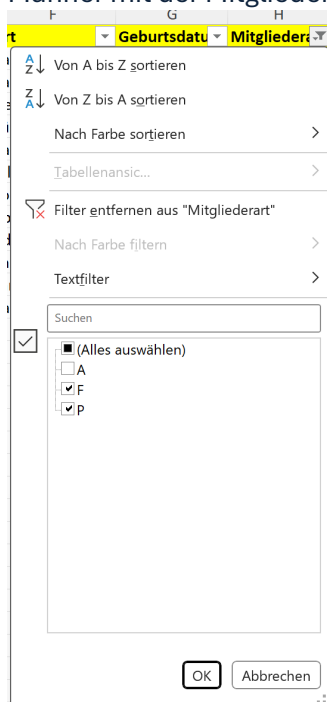 F G H
Geburtsdatu Mitgliedera
Von A bis Z sortieren
Von Z bis A sortieren
Nach Farbe sortieren
Tabellenansic...
Filter entfernen aus "Mitgliederart"
Nach Farbe filtern
Textfilter
Suchen
(Alles auswählen)
A
F
P
OK Abbrechen